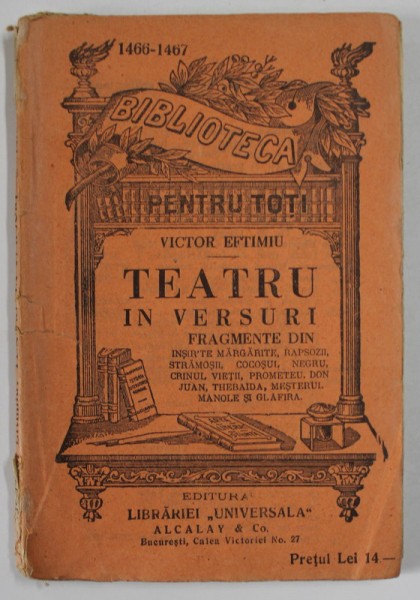 1466-1467
BIBLIOTECA
PENTRU TOȚI
VICTOR EFTIMIU
TEATRU
IN VERSURI
FRAGMENTE DIN
INȘIR'TE MĂRGĂRITE, RAPSOZII,
STRĂMOȘII, COCOȘUL NEGRU,
CRINUL VIEȚII, PROMETEU, DON
JUAN, THEBAIDA, MEȘTERUL
MANOLE ȘI GLAFIRA.
EDITURA
LIBRĂRIEI „UNIVERSALA“
ALCALAY & Co.
București, Calea Victoriei No. 27
Prețul Lei 14 —